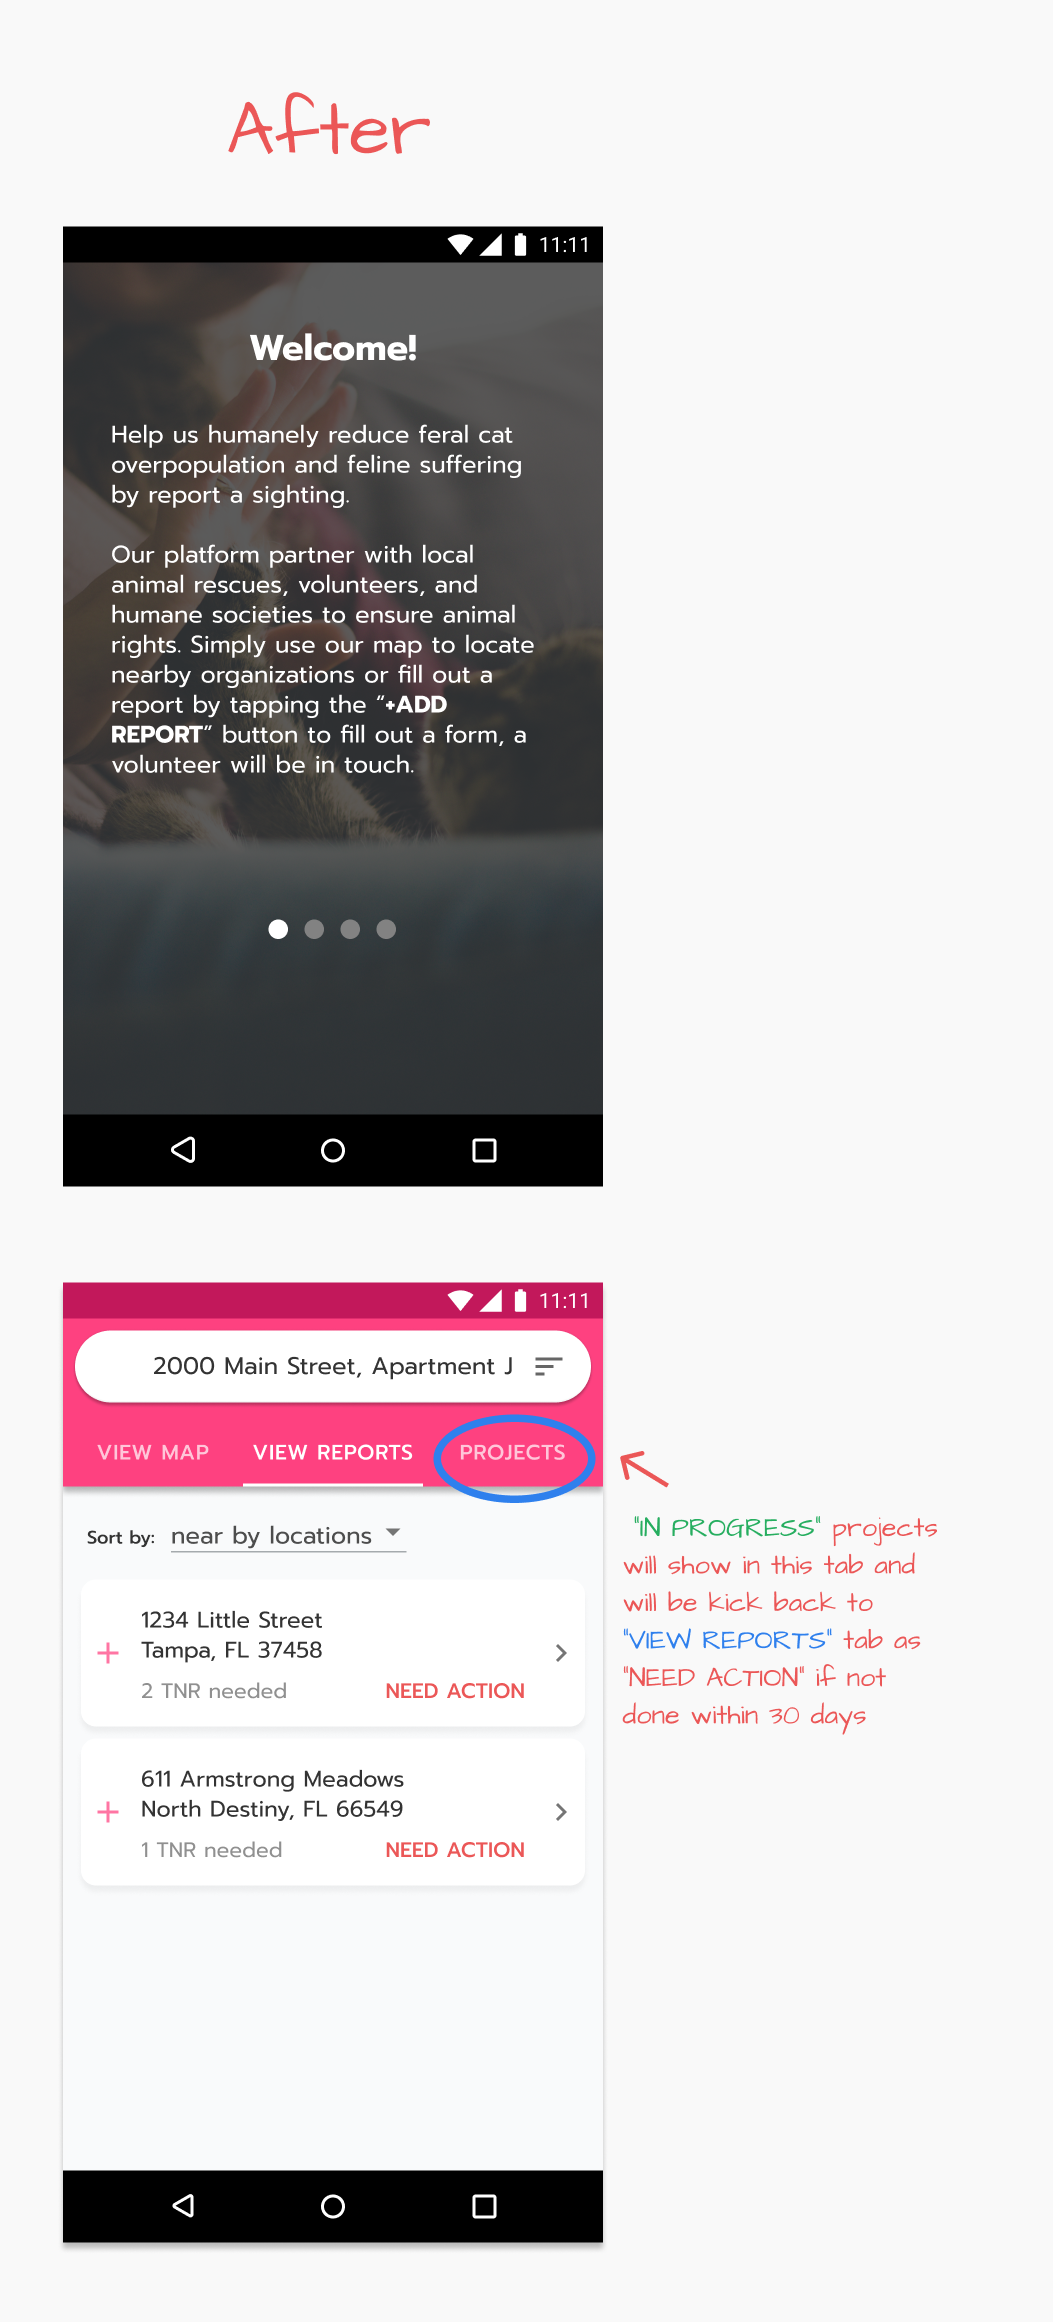 After
11:11
Welcome!
Help us humanely reduce feral cat
overpopulation and feline suffering
by report a sighting.
Our platform partner with local
animal rescues, volunteers, and
humane societies to ensure animal
rights. Simply use our map to locate
nearby organizations or fill out a
report by tapping the “+ADD
REPORT” button to fill out a form, a
volunteer will be in touch.
11:11
2000 Main Street, Apartment J
VIEW MAP VIEW REPORTS PROJECTS
Sort by: near by locations
1234 Little Street
Tampa, FL 37458
2 TNR needed NEED ACTION
611 Armstrong Meadows
North Destiny, FL 66549
1 TNR needed NEED ACTION
"IN PROGRESS" projects
will show in this tab and
will be kick back to
"VIEW REPORTS" tab as
"NEED ACTION" if not
done within 30 days